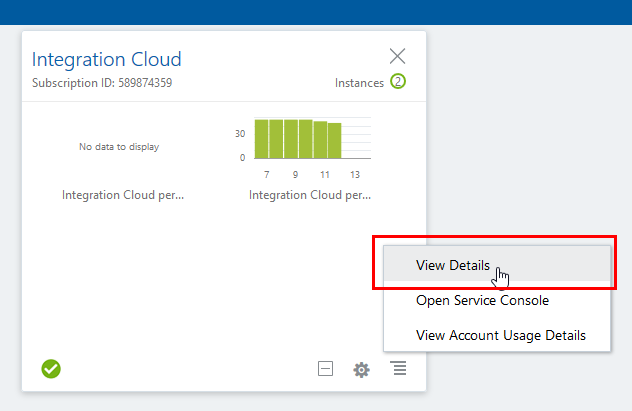 Integration Cloud
Subscription ID: 589874359
Instances 2
No data to display
30
0
7 9 11 13
Integration Cloud per...
Integration Cloud per...
View Details
Open Service Console
View Account Usage Details